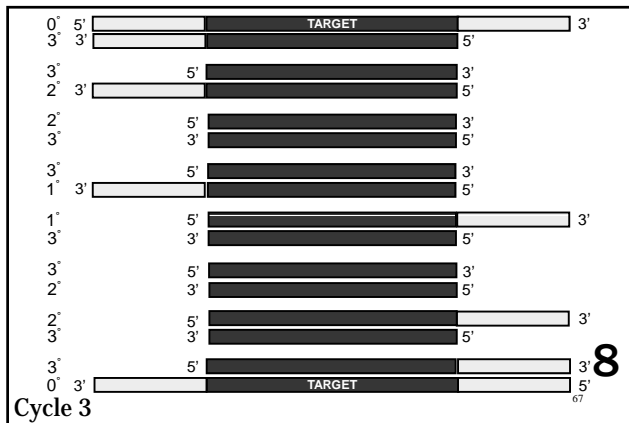 0° 5’ TARGET 3’
3° 3’ 5’
3° 5’ 3’
2° 3’ 5’
2° 5’ 3’
3° 3’ 5’
3° 5’ 3’
1° 3’ 5’
1° 5’ 3’
3° 3’ 5’
3° 5’ 3’
2° 3’ 5’
2° 5’ 3’
3° 3’ 5’
3° 5’ 3’ 8
0° 3’ TARGET 5’
Cycle 3 67